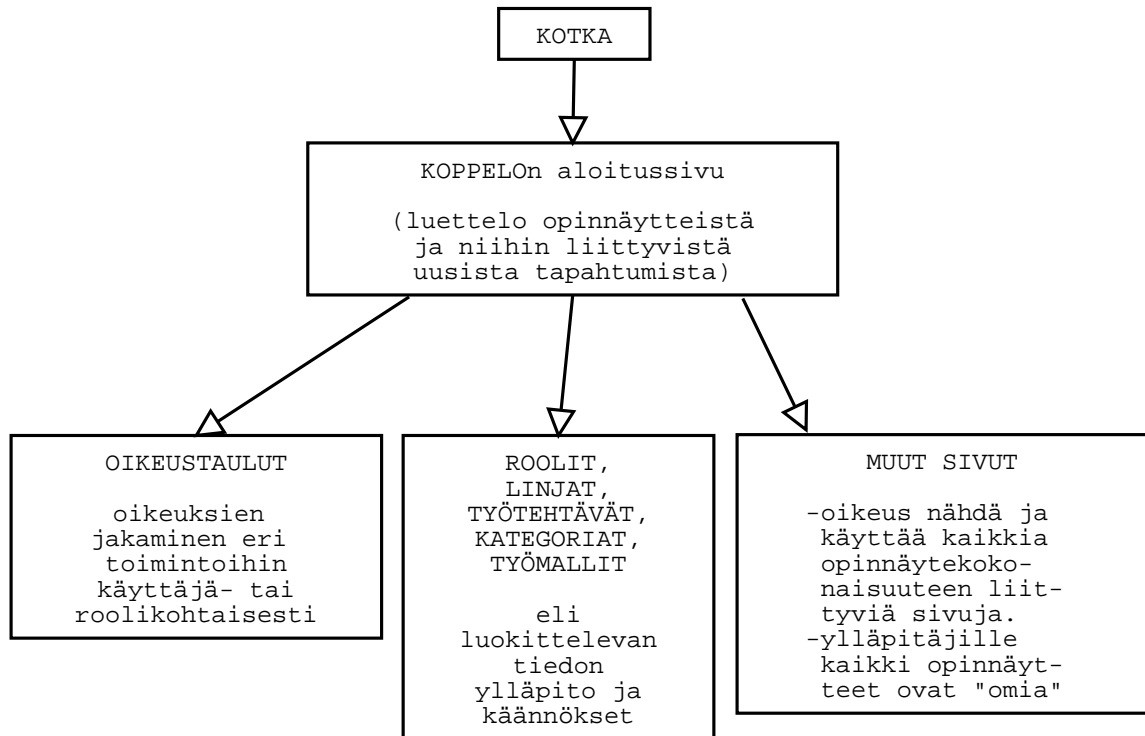 KOTKA
KOPPELOn aloitussivu
(luettelo opinnäytteistä
ja niihin liittyvistä
uusista tapahtumista)
OIKEUSTAULUT
oikeuksien
jakaminen eri
toimintoihin
käyttäjä- tai
roolikohtaisesti
ROOLIT,
LINJAT,
TYÖTEHTÄVÄT,
KATEGORIAT,
TYÖMALLIT
eli
luokittelevan
tiedon
ylläpito ja
käännökset
MUUT SIVUT
-oikeus nähdä ja
käyttää kaikkia
opinnäytekoko-
naisuuteen liit-
tyviä sivuja.
-ylläpitäjille
kaikki opinnäyt-
teet ovat "omia"